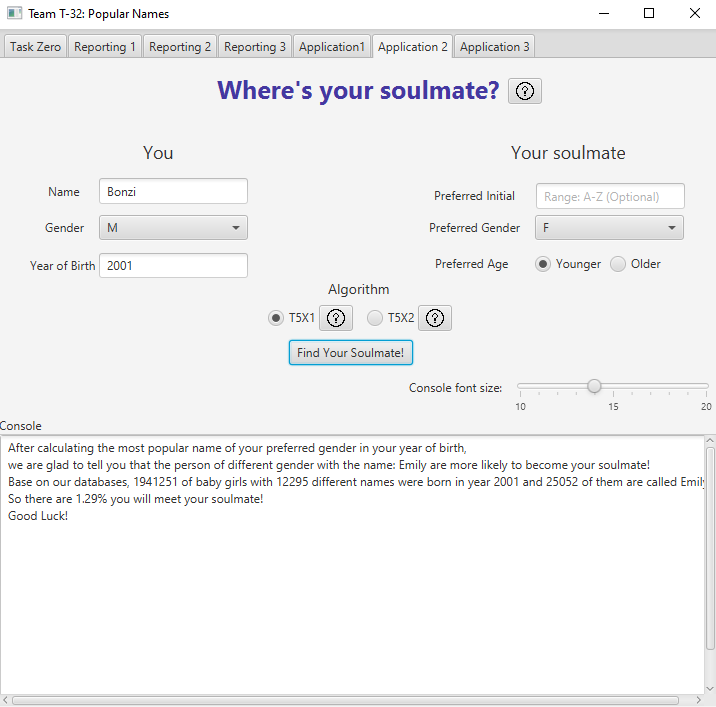 Team T-32: Popular Names
Task Zero Reporting 1 Reporting 2 Reporting 3 Application1 Application 2 Application 3
Where's your soulmate? ?
You Your soulmate
Name Bonzi Preferred Initial Range: A-Z (Optional)
Gender M Preferred Gender F
Year of Birth 2001 Preferred Age Younger Older
Algorithm
T5X1 ? T5X2 ?
Find Your Soulmate!
Console font size:
10 15 20
Console
After calculating the most popular name of your preferred gender in your year of birth,
we are glad to tell you that the person of different gender with the name: Emily are more likely to become your soulmate!
Base on our databases, 1941251 of baby girls with 12295 different names were born in year 2001 and 25052 of them are called Emily
So there are 1.29% you will meet your soulmate!
Good Luck!